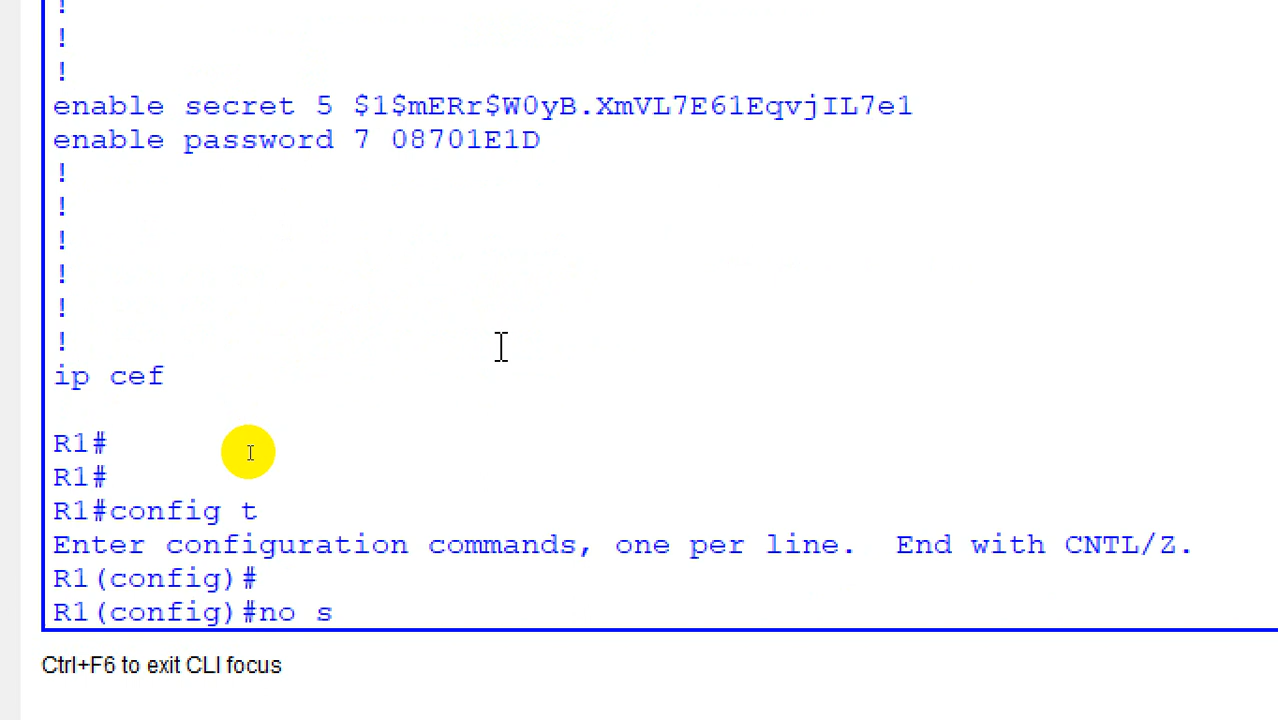 !
!
!
enable secret 5 $1$mERr$W0yB.XmVL7E61EqvjIL7e1
enable password 7 08701E1D
!
!
!
!
!
!
ip cef
R1#
R1#
R1#config t
Enter configuration commands, one per line.  End with CNTL/Z.
R1(config)#
R1(config)#no s
Ctrl+F6 to exit CLI focus